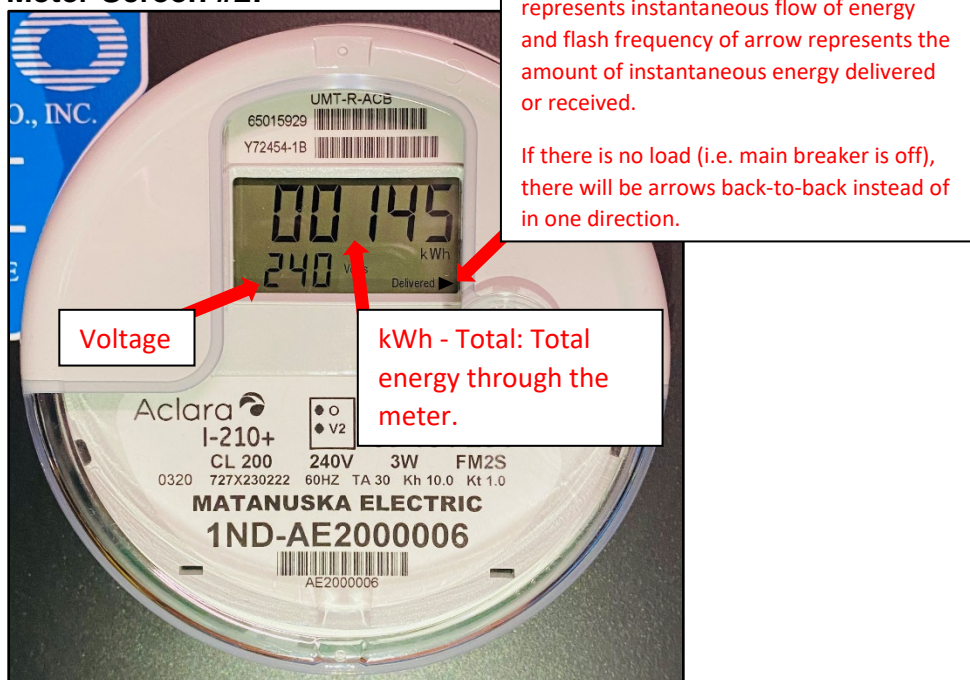 represents instantaneous flow of energy
and flash frequency of arrow represents the
amount of instantaneous energy delivered
or received.
If there is no load (i.e. main breaker is off),
there will be arrows back-to-back instead of
in one direction.
O., INC.
UMT-R-ACB
65015929
Y72454-1B
00145
kWh
240
Delivered
Voltage
kWh - Total: Total
energy through the
meter.
Aclara
I-210+
O
V2
CL 200 240V 3W FM2S
0320 727X230222 60HZ TA 30 Kh 10.0 Kt 1.0
MATANUSKA ELECTRIC
1ND-AE2000006
AE2000006